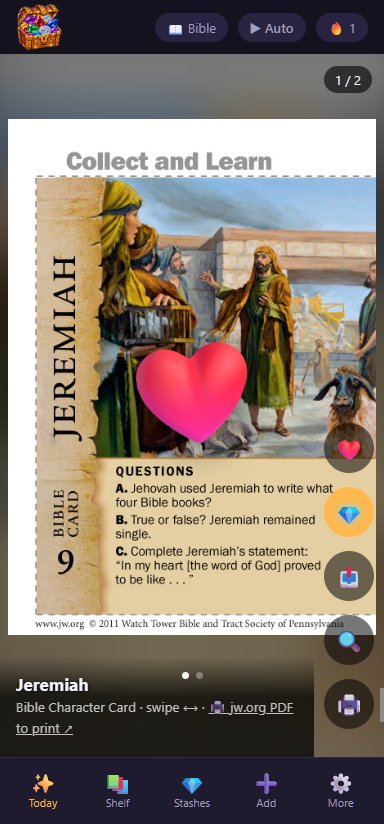 Bible
Auto
1
1 / 2
Collect and Learn
JEREMIAH
BIBLE
CARD
9
QUESTIONS
A. Jehovah used Jeremiah to write what
four Bible books?
B. True or false? Jeremiah remained
single.
C. Complete Jeremiah’s statement:
“In my heart [the word of God] proved
to be like . . . ”
www.jw.org © 2011 Watch Tower Bible and Tract Society of Pennsylvania
Jeremiah
Bible Character Card · swipe ↔ · jw.org PDF
to print ↗
Today
Shelf
Stashes
Add
More